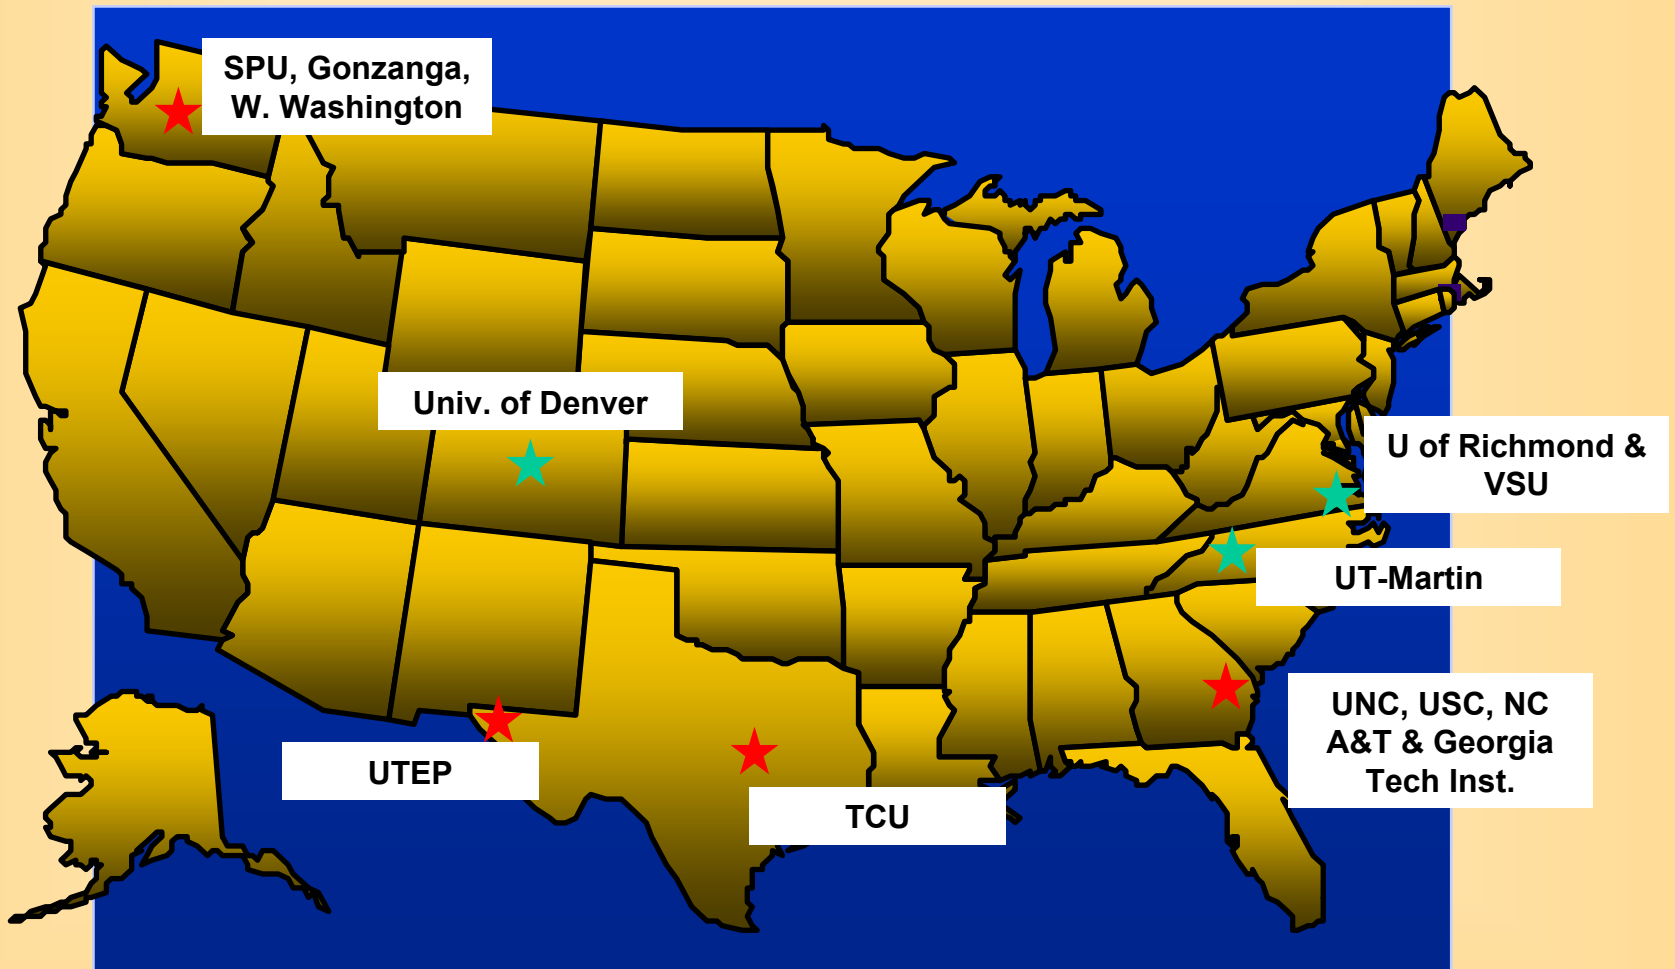 SPU, Gonzanga,
W. Washington
Univ. of Denver
U of Richmond &
VSU
UT-Martin
UNC, USC, NC
A&T & Georgia
Tech Inst.
UTEP
TCU